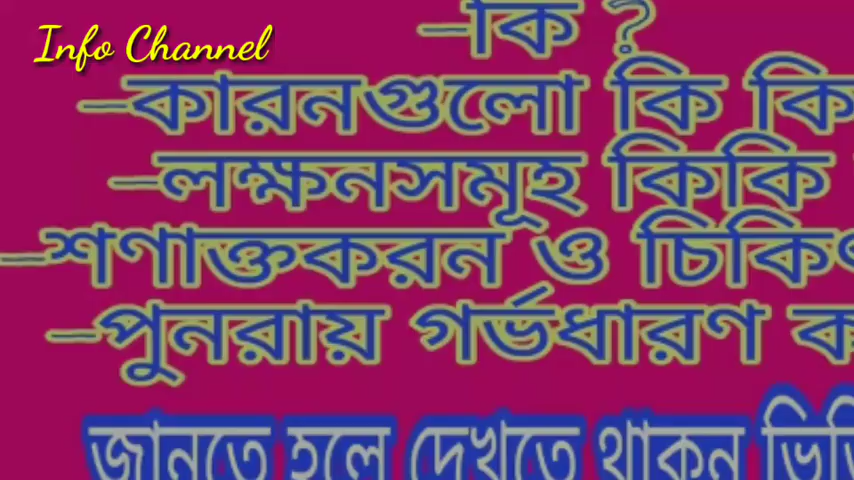 Info Channel
–কি ?
–কারনগুলো কি কি
–লক্ষনসমূহ কিকি
–শণাক্তকরন ও
–পুনরায় গর্ভধারণ
জানতে হলে দেখতে থাকুন